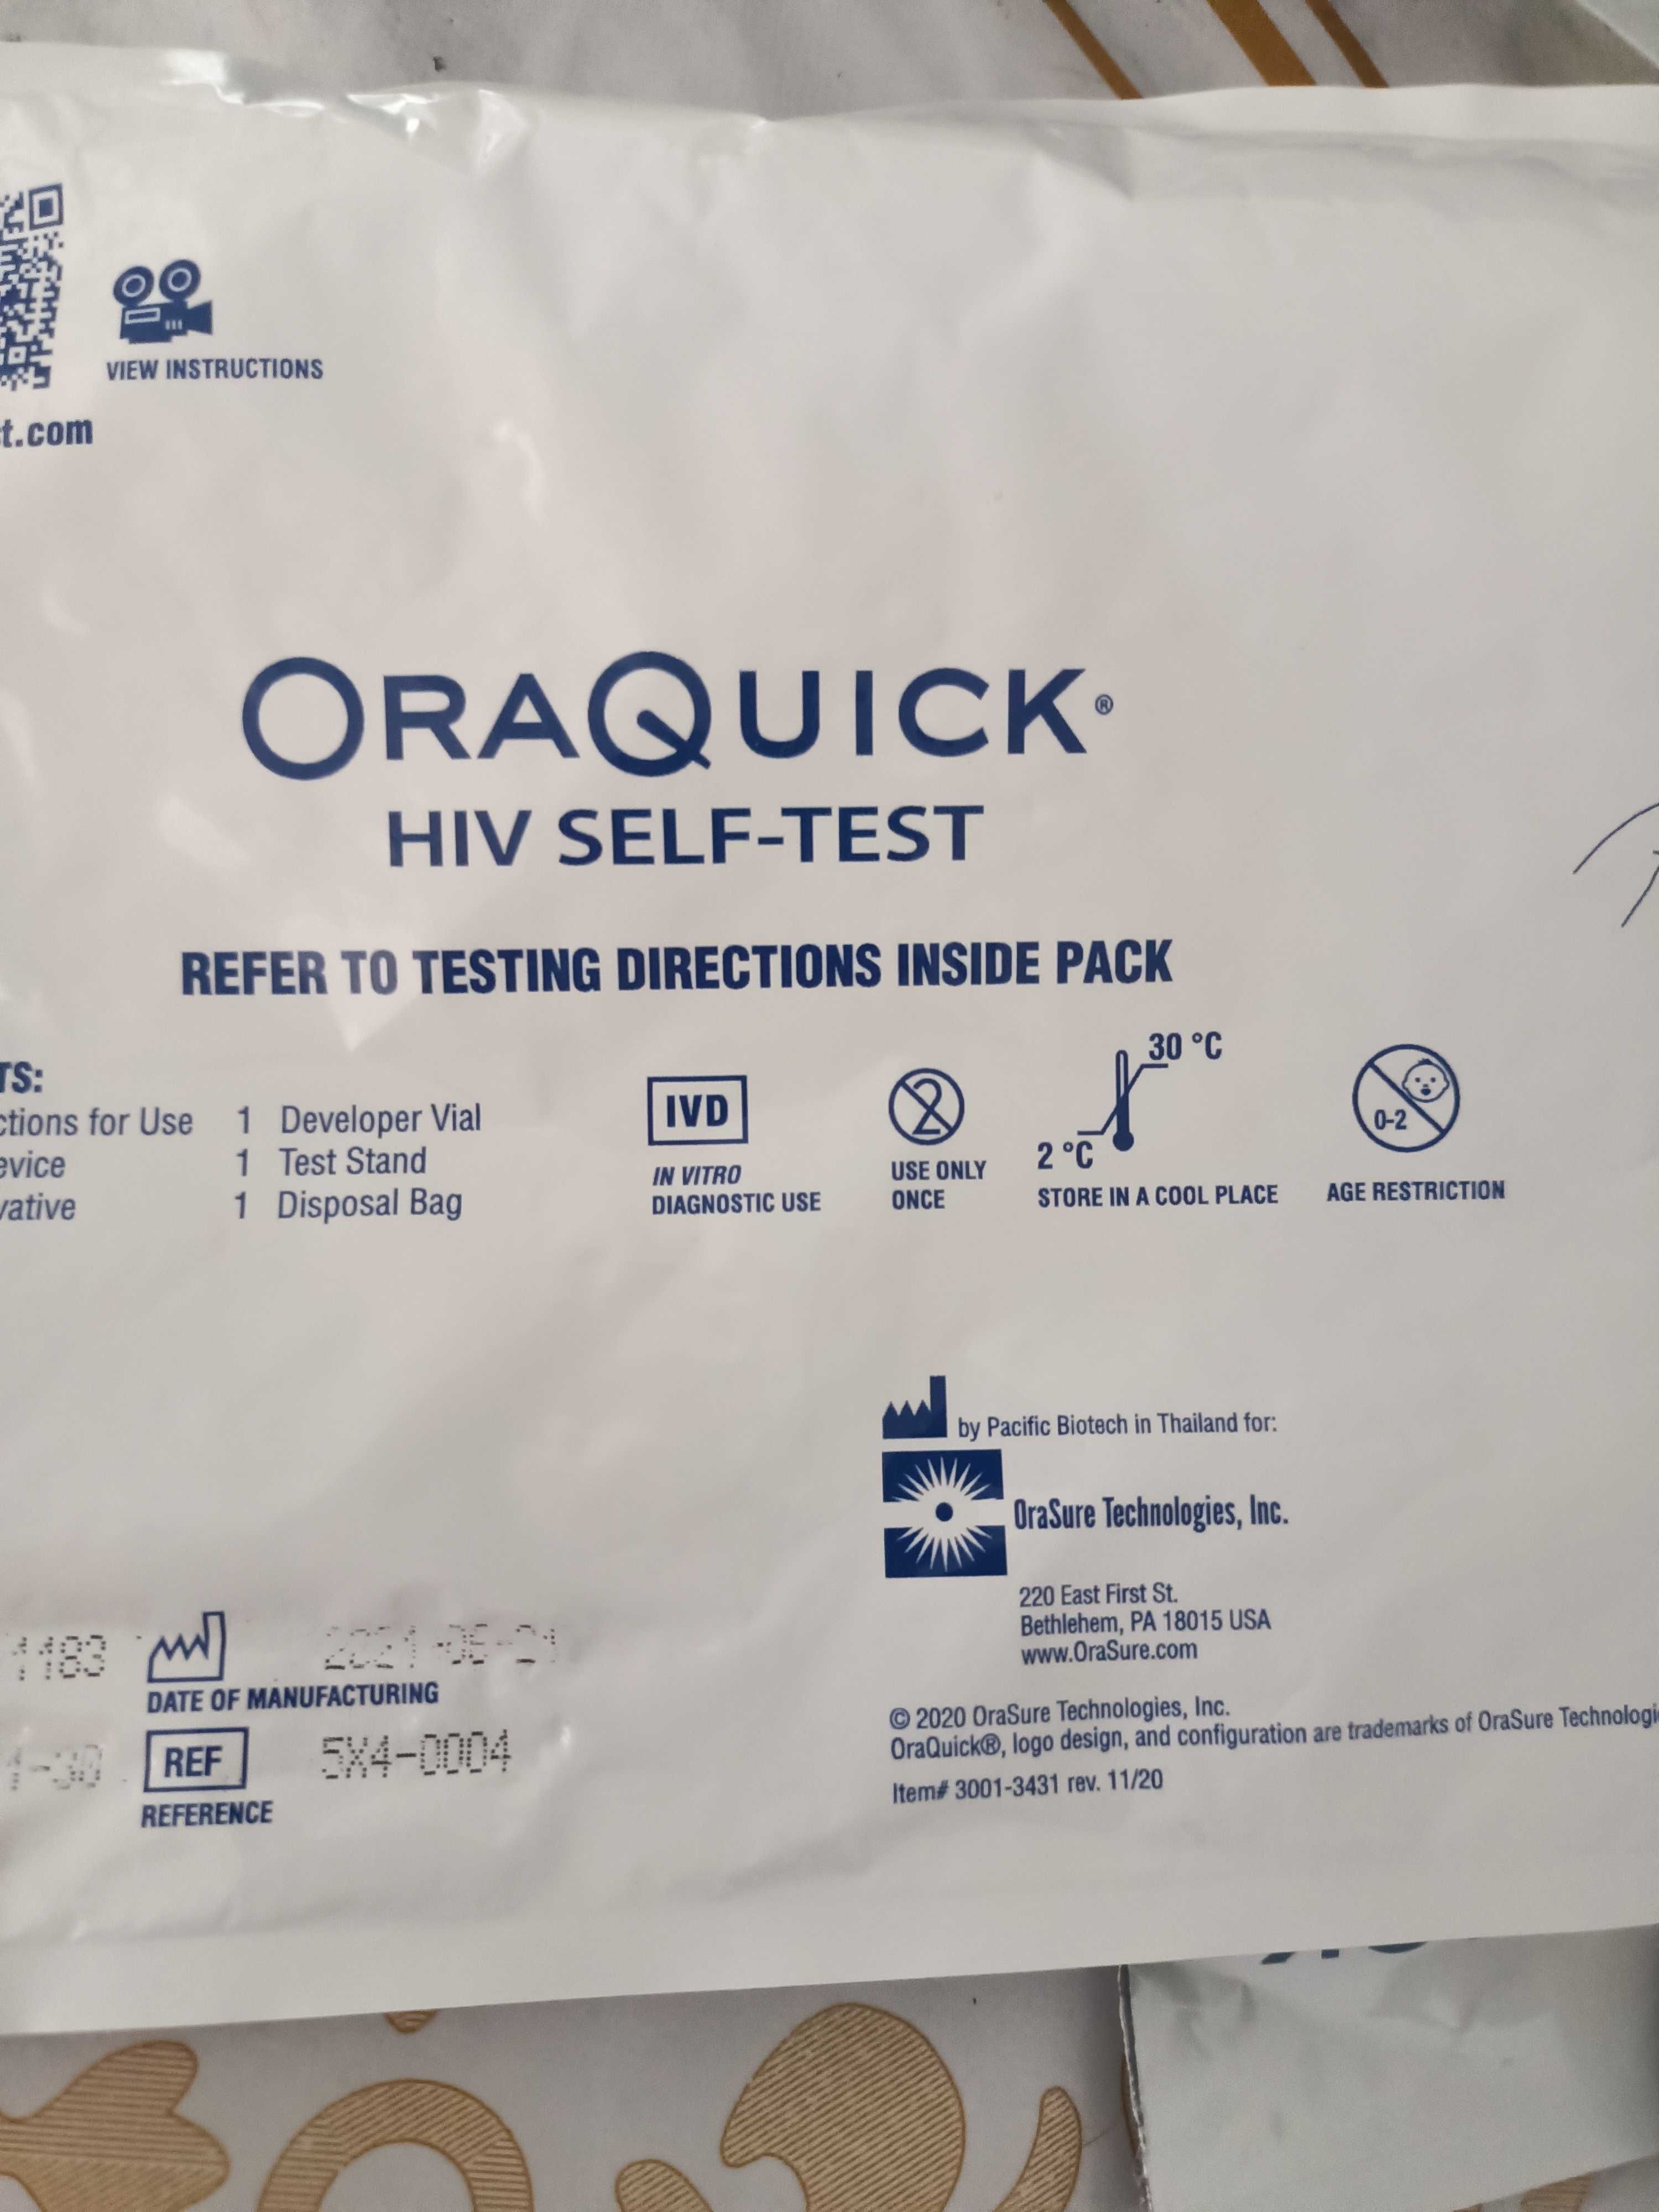 VIEW INSTRUCTIONS
t.com
ORAQUICK®
HIV SELF-TEST
REFER TO TESTING DIRECTIONS INSIDE PACK
TS:
ctions for Use 1 Developer Vial
evice 1 Test Stand
vative 1 Disposal Bag
IVD
IN VITRO
DIAGNOSTIC USE
2
USE ONLY
ONCE
30 °C
2 °C
STORE IN A COOL PLACE
0-2
AGE RESTRICTION
by Pacific Biotech in Thailand for:
OraSure Technologies, Inc.
220 East First St.
Bethlehem, PA 18015 USA
www.OraSure.com
1183
DATE OF MANUFACTURING
REF 5X4-0004
REFERENCE
© 2020 OraSure Technologies, Inc.
OraQuick®, logo design, and configuration are trademarks of OraSure Technologi
Item# 3001-3431 rev. 11/20